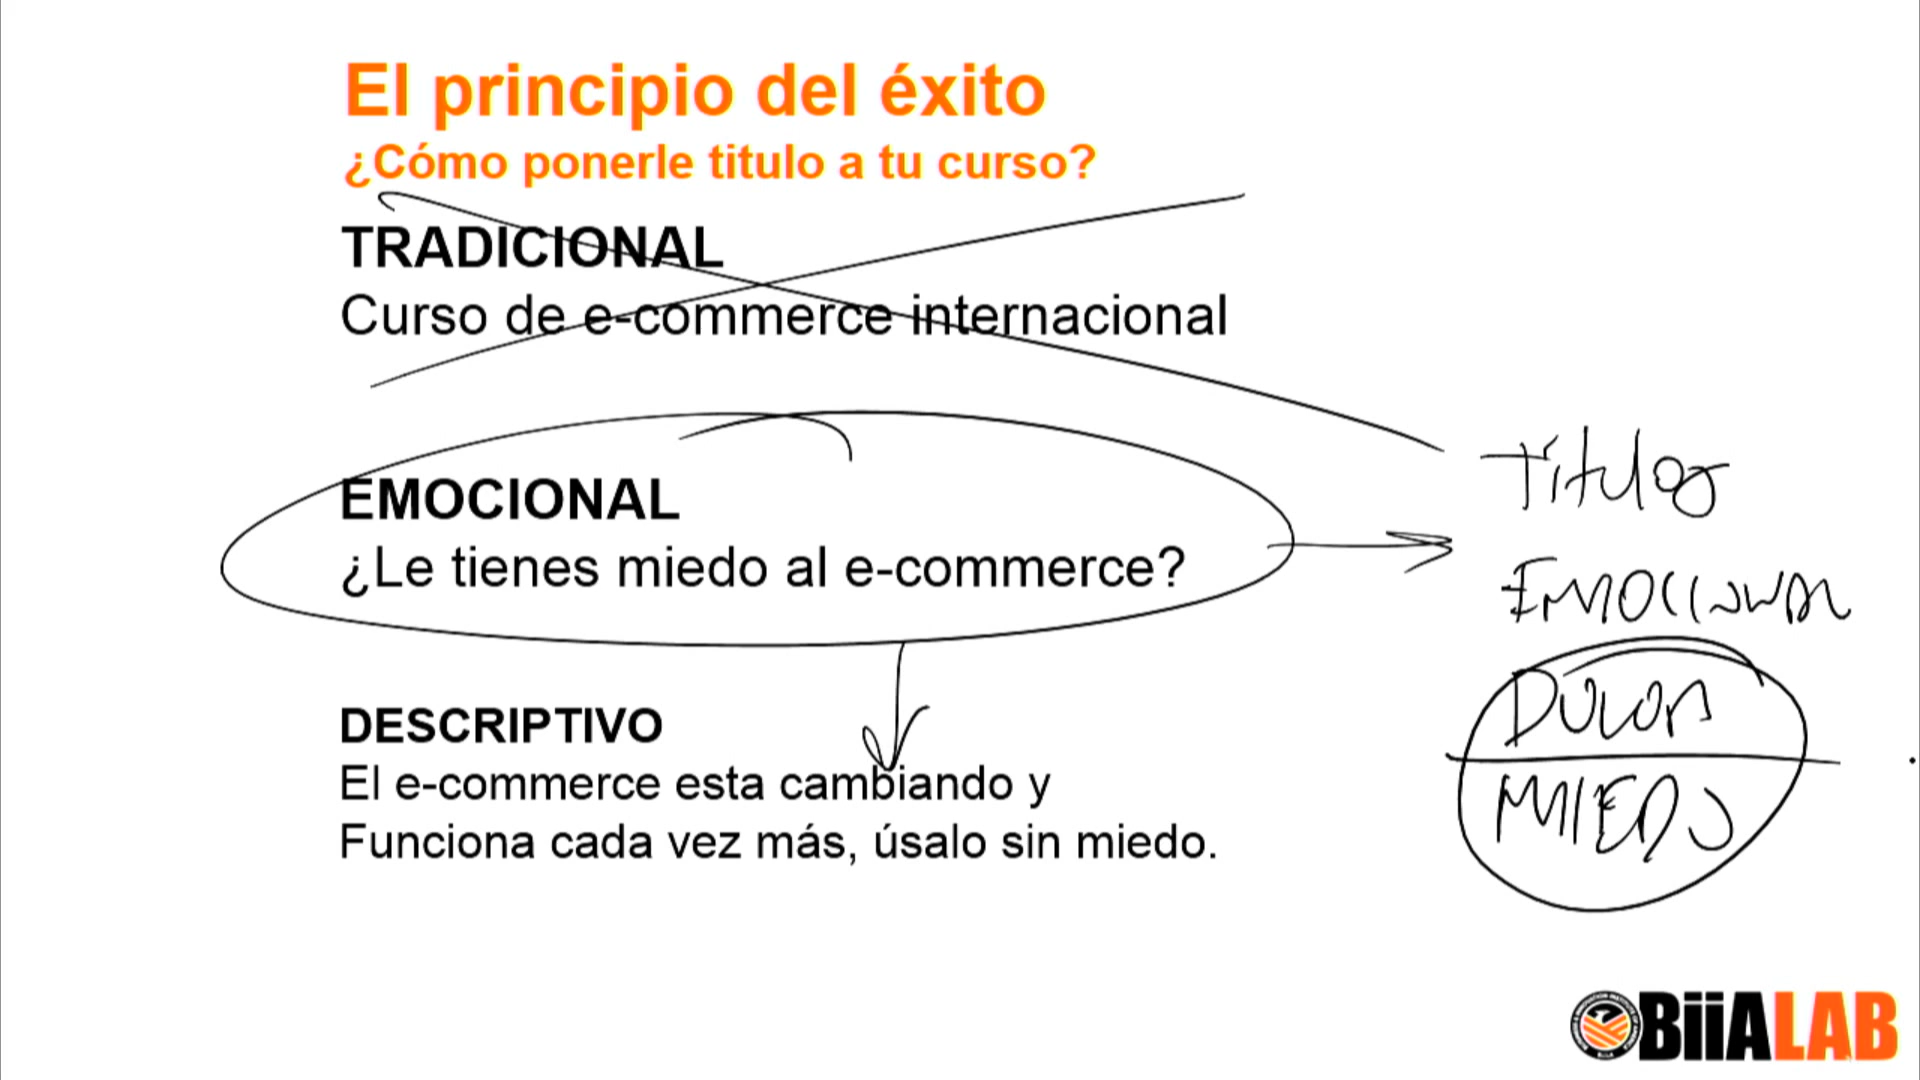 El principio del éxito
¿Cómo ponerle titulo a tu curso?
TRADICIONAL
Curso de e-commerce internacional
EMOCIONAL
¿Le tienes miedo al e-commerce?
DESCRIPTIVO
El e-commerce esta cambiando y
Funciona cada vez más, úsalo sin miedo.
Titulos
EMOCIONAL
DOLOR
MIEDO
BiiALAB